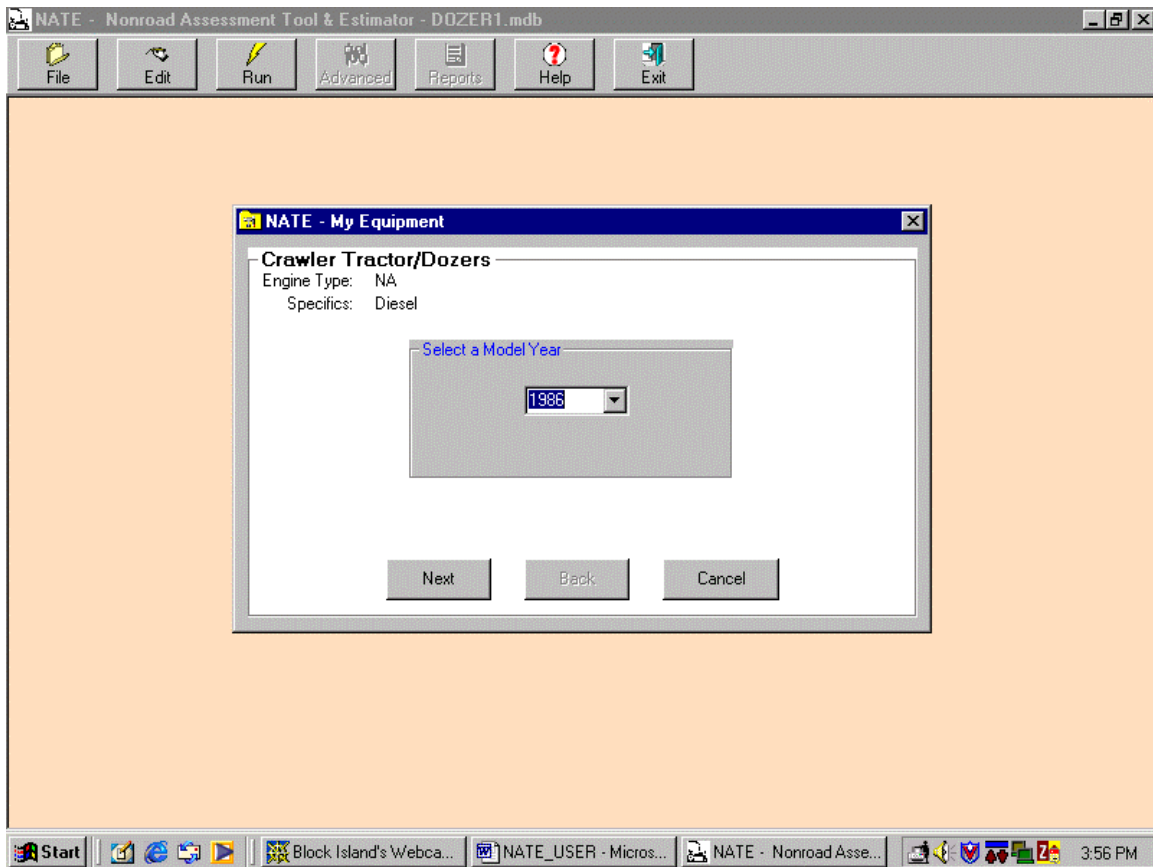 NATE - Nonroad Assessment Tool & Estimator - DOZER1.mdb
File Edit Run Advanced Reports Help Exit
NATE - My Equipment
Crawler Tractor/Dozers
Engine Type: NA
Specifics: Diesel
Select a Model Year
1986
Next Back Cancel
Start Block Island's Webca... NATE_USER - Micros... NATE - Nonroad Asse... 3:56 PM